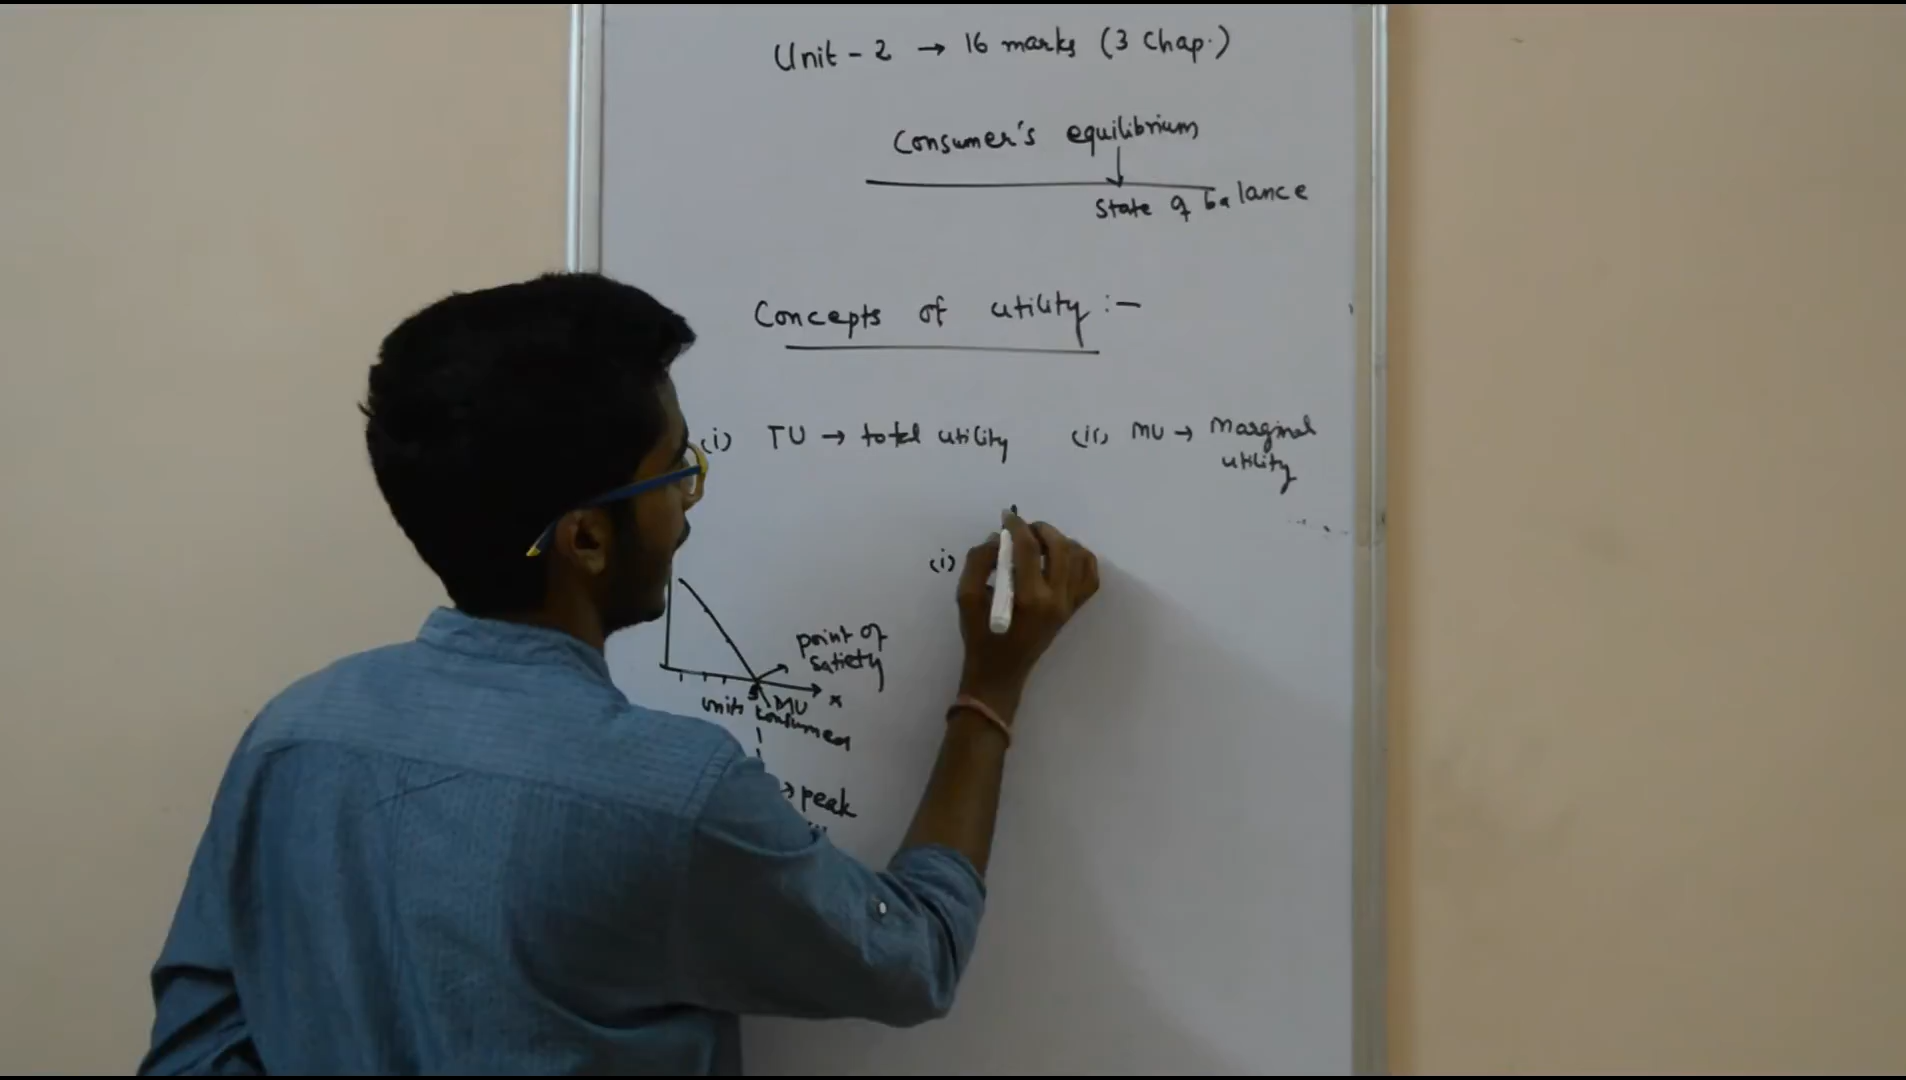 Unit - 2 → 16 marks (3 Chap.)
Consumer's equilibrium
State of balance
Concepts of utility :-
(i) TU → total utility (ii) MU → Marginal
utility
(i)
point of
satiety
MU x
units consumed
→ peak